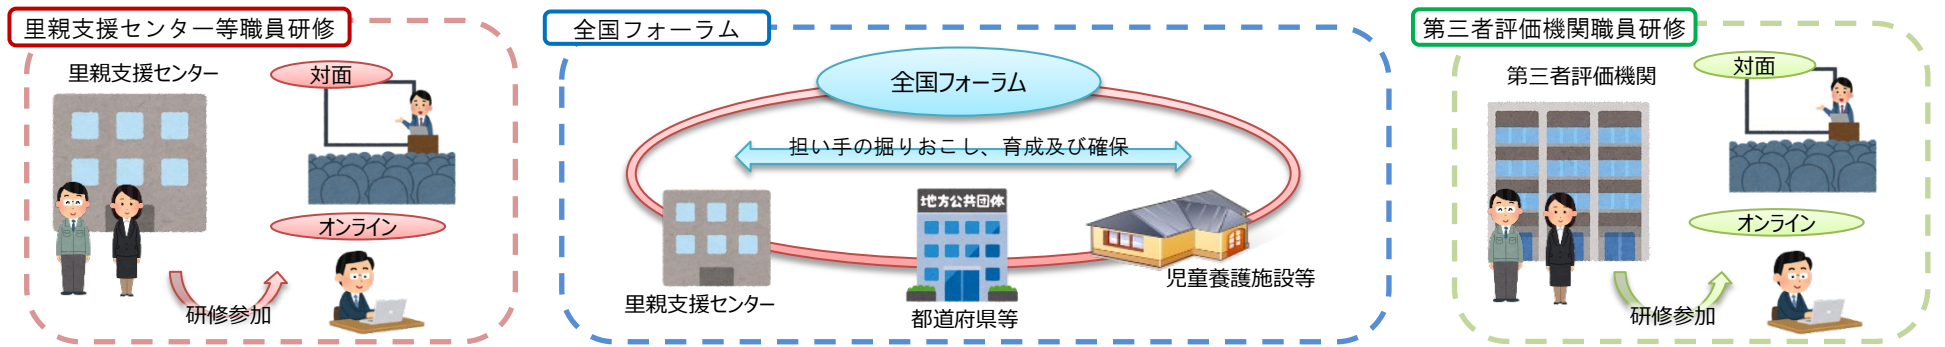 里親支援センター等職員研修
里親支援センター
対面
オンライン
研修参加
全国フォーラム
全国フォーラム
担い手の掘りおこし、育成及び確保
里親支援センター
地方公共団体
都道府県等
児童養護施設等
第三者評価機関職員研修
第三者評価機関
対面
オンライン
研修参加